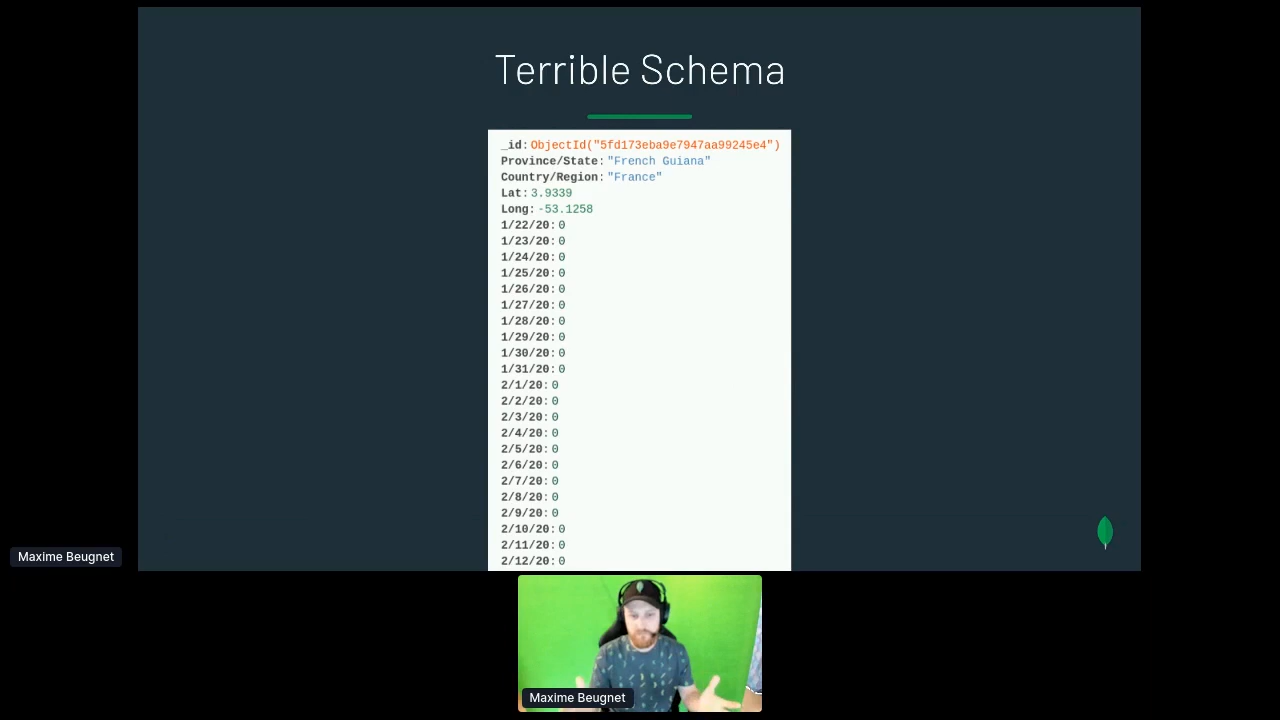 Terrible Schema
_id: ObjectId("5fd173eba9e7947aa99245e4")
Province/State: "French Guiana"
Country/Region: "France"
Lat: 3.9339
Long: -53.1258
1/22/20: 0
1/23/20: 0
1/24/20: 0
1/25/20: 0
1/26/20: 0
1/27/20: 0
1/28/20: 0
1/29/20: 0
1/30/20: 0
1/31/20: 0
2/1/20: 0
2/2/20: 0
2/3/20: 0
2/4/20: 0
2/5/20: 0
2/6/20: 0
2/7/20: 0
2/8/20: 0
2/9/20: 0
2/10/20: 0
2/11/20: 0
2/12/20: 0
Maxime Beugnet
Maxime Beugnet